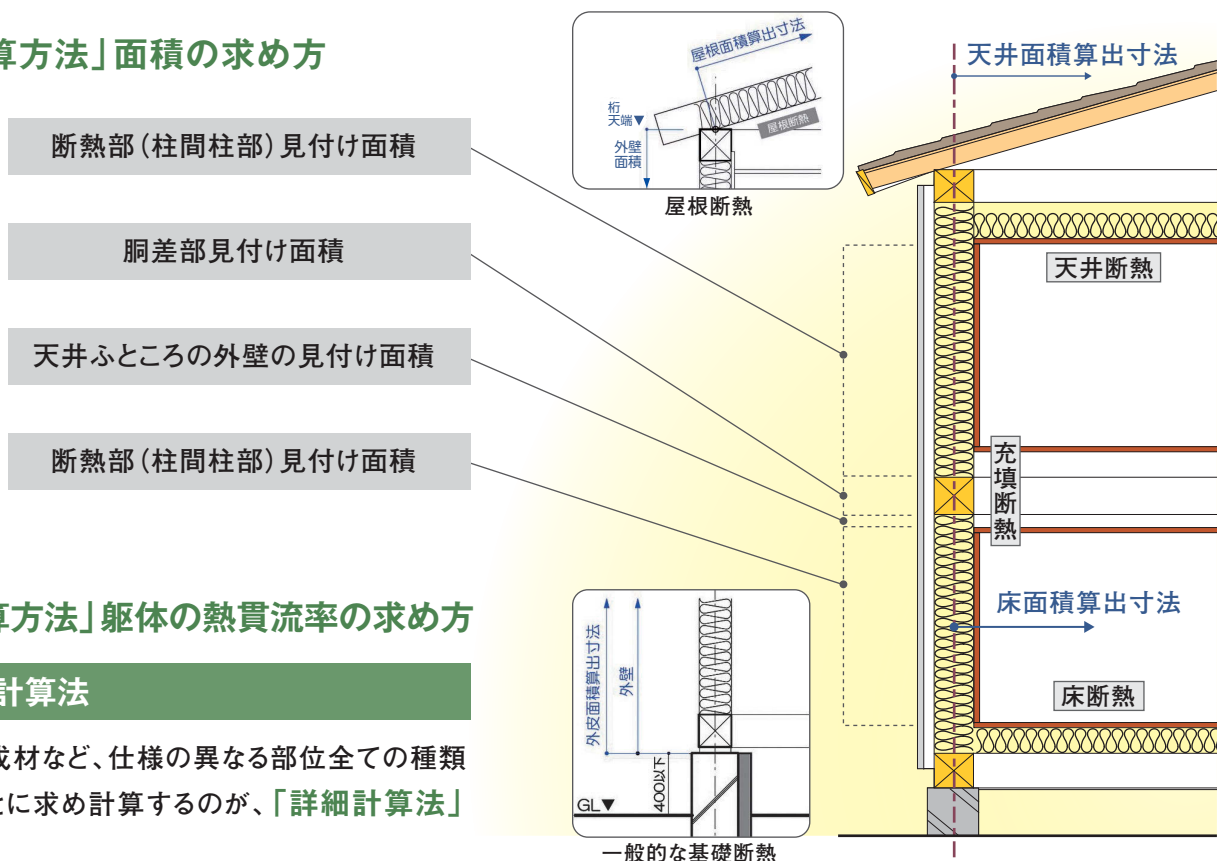 算方法」面積の求め方
断熱部（柱間柱部）見付け面積
胴差部見付け面積
天井ふところの外壁の見付け面積
断熱部（柱間柱部）見付け面積
屋根面積算出寸法
桁
天端▼
外壁
面積
屋根断熱
屋根断熱
天井面積算出寸法
天井断熱
充填断熱
床面積算出寸法
床断熱
外皮面積算出寸法
外壁
400以下
GL▼
一般的な基礎断熱
算方法」躯体の熱貫流率の求め方
計算法
成材など、仕様の異なる部位全ての種類
とに求め計算するのが、「詳細計算法」